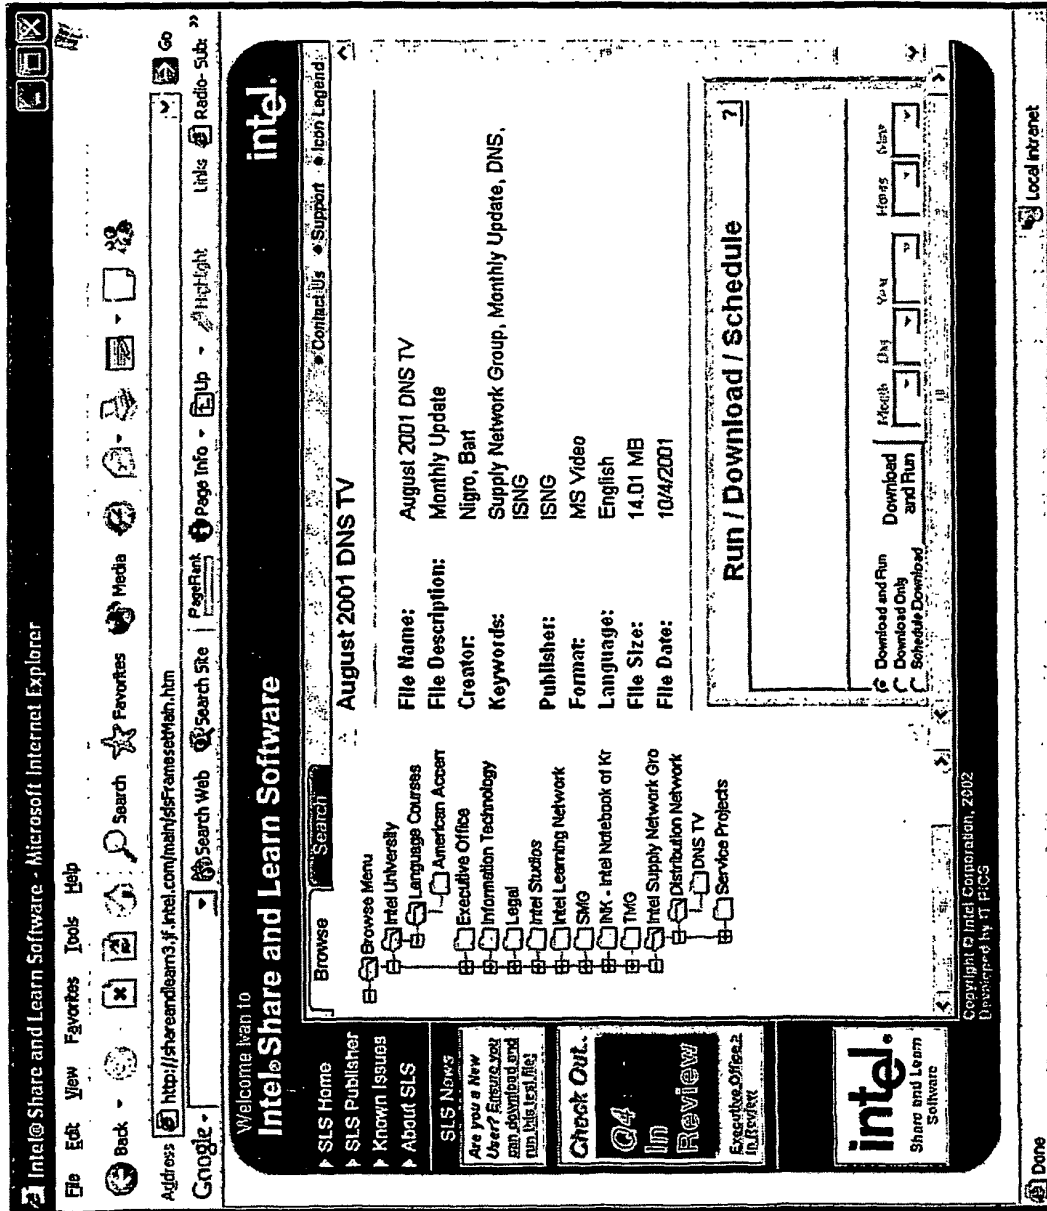 Intel® Share and Learn Software - Microsoft Internet Explorer
File Edit View Favorites Tools Help
Back Search Favorites Media
Address http://shareandlearn3.jf.intel.com/main/slsFramesetMain.htm Go
Google Search Web Search Site PageRank Page Info Up Highlight Links Radio- Sub: »
Welcome Ivan to
Intel® Share and Learn Software
intel.
SLS Home
SLS Publisher
Known Issues
About SLS
SLS News
Are you a New
User? Ensure you
can download and
run this test file!
Check Out..
Q4
In
Review
Executive Office >
In Review
intel.
Share and Learn
Software
Contact Us Support Icon Legend
Browse Search
Browse Menu
Intel University
Language Courses
American Accen
Executive Office
Information Technology
Legal
Intel Studios
Intel Learning Network
SMG
INK - Intel Notebook of Kr
TMG
Intel Supply Network Gro
Distribution Network
DNS TV
Service Projects
August 2001 DNS TV
File Name: August 2001 DNS TV
File Description: Monthly Update
Creator: Nigro, Bart
Keywords: Supply Network Group, Monthly Update, DNS,
ISNG
Publisher: ISNG
Format: MS Video
Language: English
File Size: 14.01 MB
File Date: 10/4/2001
Run / Download / Schedule ?
Download and Run
Download Only
Schedule Download
Download
and Run
Month Day Year Hours Min
Copyright © Intel Corporation, 2002
Developed by IT
Done Local intranet